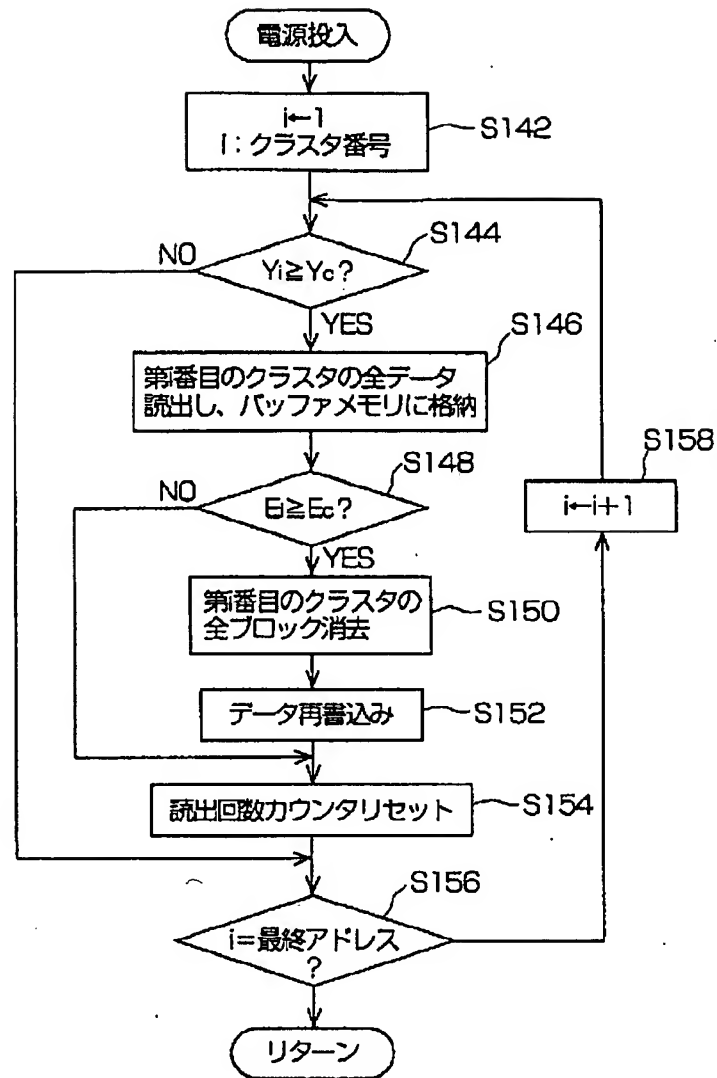 電源投入
i←1
i：クラスタ番号
S142
S144
NO
Yi≧Yc?
YES
S146
第i番目のクラスタの全データ
読出し、バッファメモリに格納
S158
i←i+1
S148
NO
Ei≧Ec?
YES
第i番目のクラスタの
全ブロック消去
S150
データ再書込み
S152
読出回数カウンタリセット
S154
S156
i=最終アドレス
?
リターン